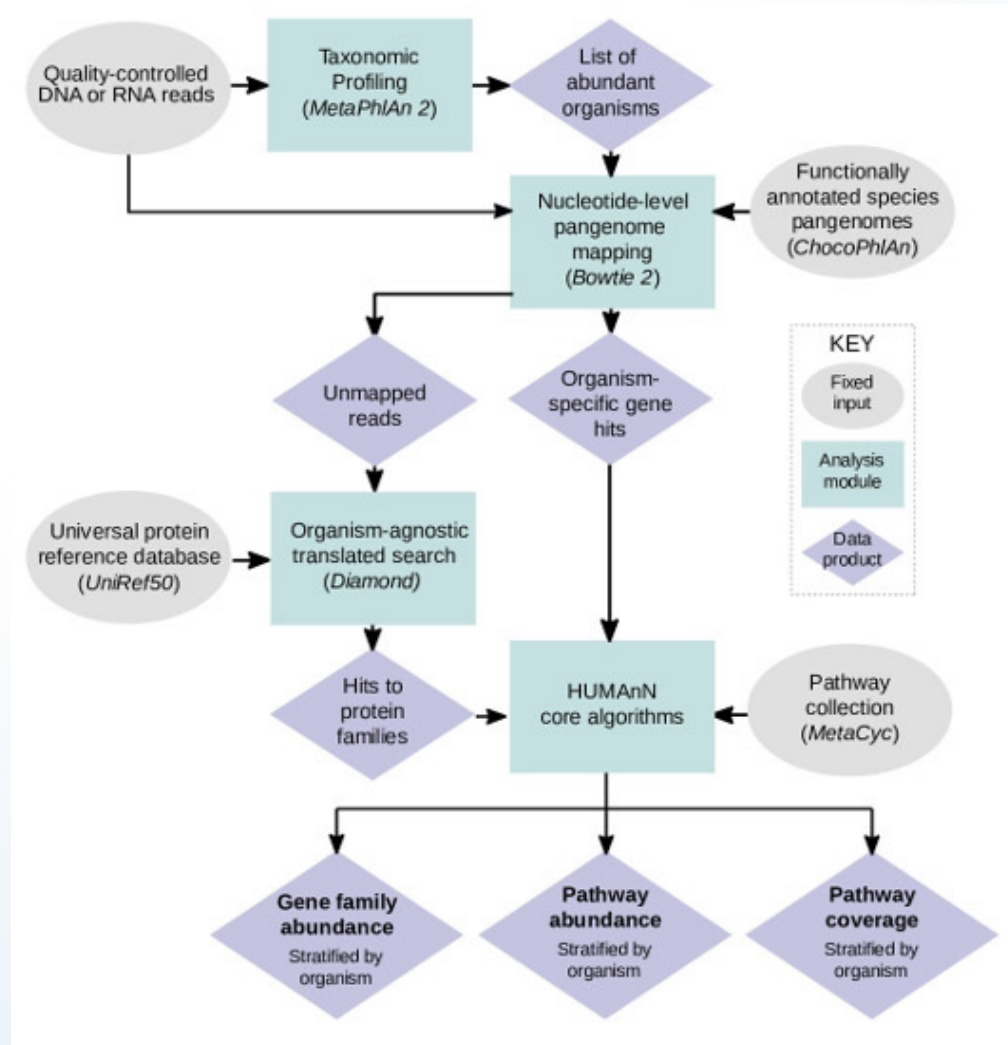 Quality-controlled
DNA or RNA reads
Taxonomic
Profiling
(MetaPhlAn 2)
List of
abundant
organisms
Nucleotide-level
pangenome
mapping
(Bowtie 2)
Functionally
annotated species
pangenomes
(ChocoPhlAn)
Unmapped
reads
Organism-
specific gene
hits
KEY
Fixed
input
Analysis
module
Data
product
Universal protein
reference database
(UniRef50)
Organism-agnostic
translated search
(Diamond)
Hits to
protein
families
HUMAnN
core algorithms
Pathway
collection
(MetaCyc)
Gene family
abundance
Stratified by
organism
Pathway
abundance
Stratified by
organism
Pathway
coverage
Stratified by
organism